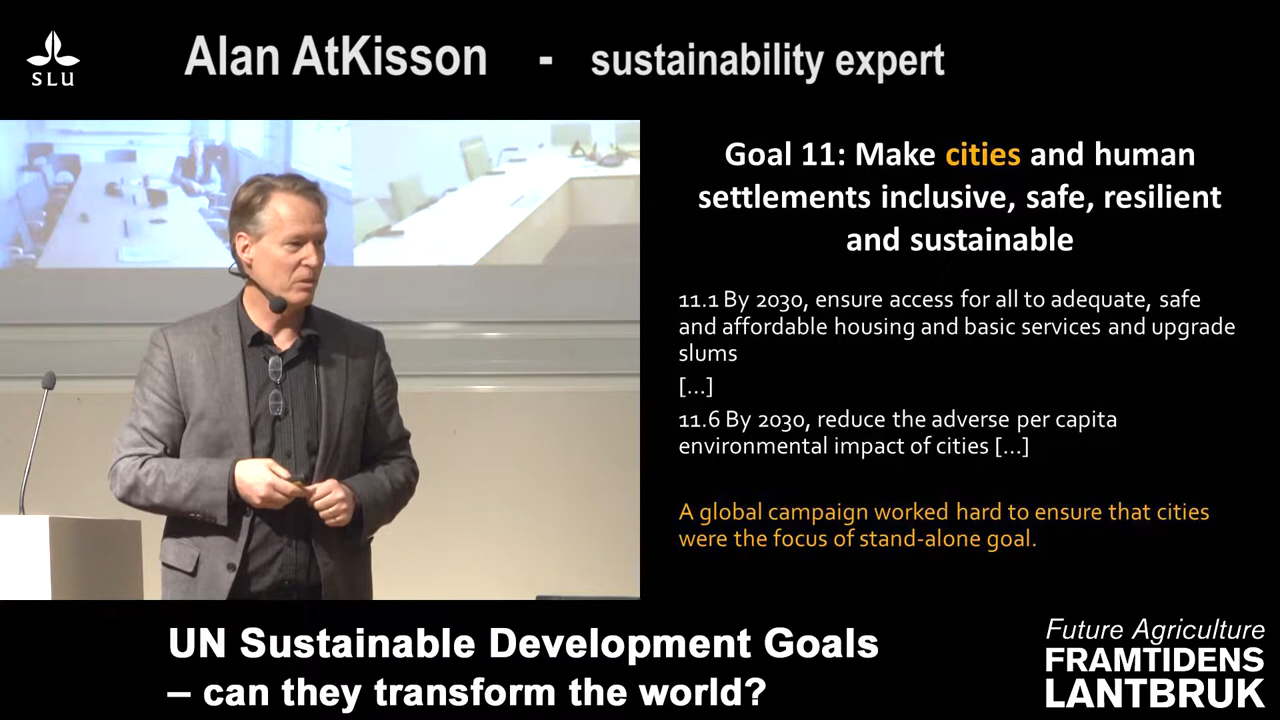 SLU
Alan AtKisson - sustainability expert
Goal 11: Make cities and human
settlements inclusive, safe, resilient
and sustainable
11.1 By 2030, ensure access for all to adequate, safe
and affordable housing and basic services and upgrade
slums
[...]
11.6 By 2030, reduce the adverse per capita
environmental impact of cities [...]
A global campaign worked hard to ensure that cities
were the focus of stand-alone goal.
UN Sustainable Development Goals
– can they transform the world?
Future Agriculture
FRAMTIDENS
LANTBRUK